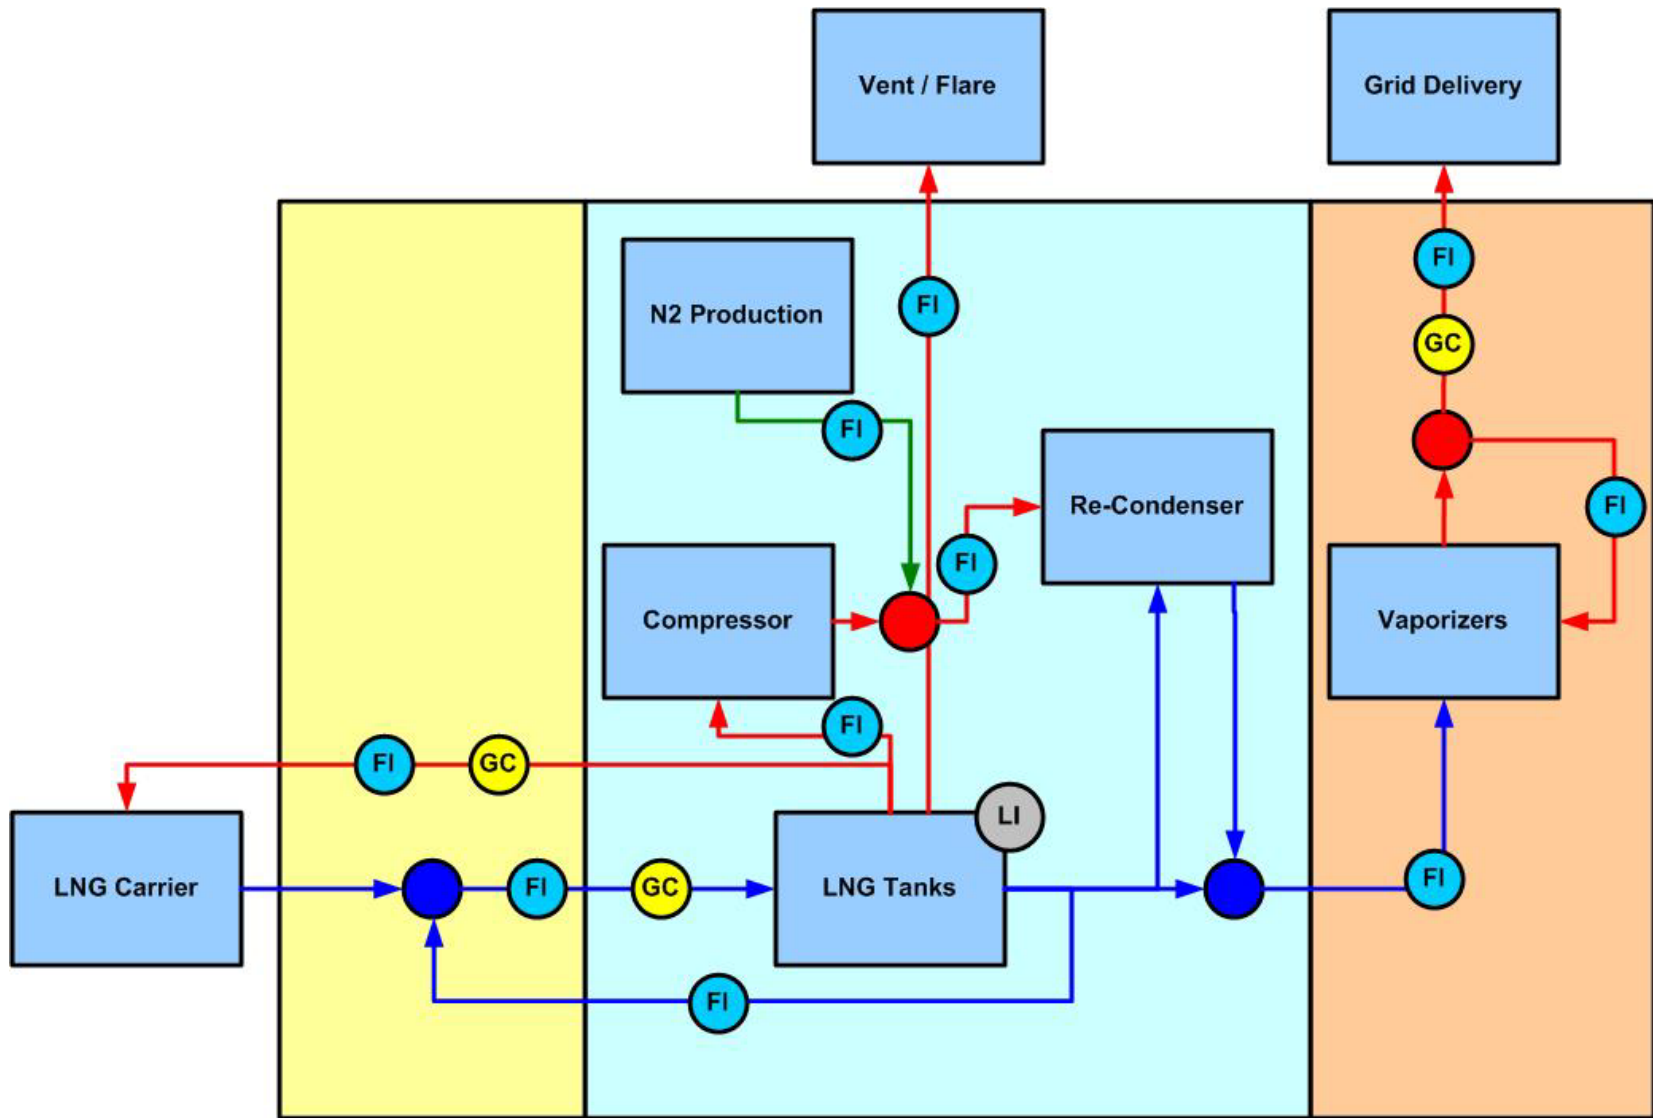 Vent / Flare
Grid Delivery
FI
N2 Production
FI
GC
FI
Re-Condenser
FI
FI
Compressor
Vaporizers
FI
FI
GC
LI
LNG Carrier
FI
GC
LNG Tanks
FI
FI